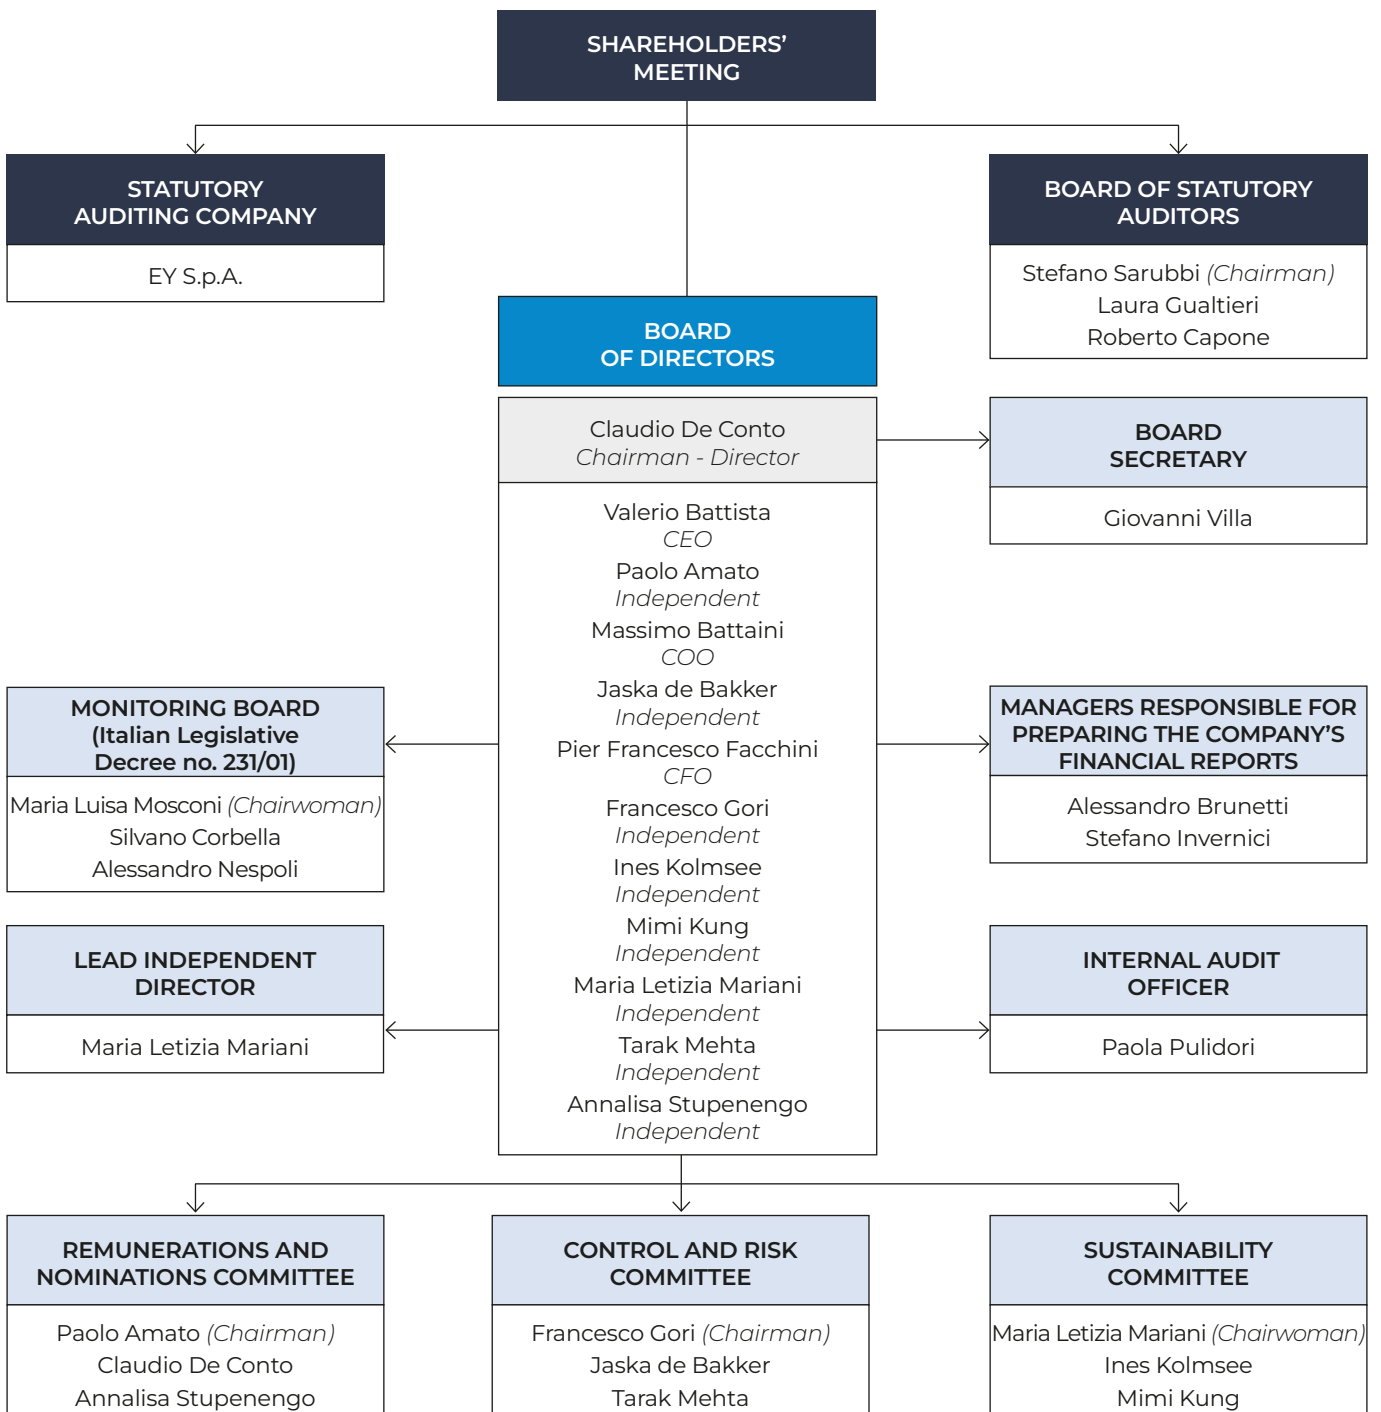 SHAREHOLDERS’
MEETING
STATUTORY
AUDITING COMPANY
EY S.p.A.
BOARD OF STATUTORY
AUDITORS
Stefano Sarubbi (Chairman)
Laura Gualtieri
Roberto Capone
BOARD
OF DIRECTORS
Claudio De Conto
Chairman - Director
Valerio Battista
CEO
Paolo Amato
Independent
Massimo Battaini
COO
Jaska de Bakker
Independent
Pier Francesco Facchini
CFO
Francesco Gori
Independent
Ines Kolmsee
Independent
Mimi Kung
Independent
Maria Letizia Mariani
Independent
Tarak Mehta
Independent
Annalisa Stupenengo
Independent
BOARD
SECRETARY
Giovanni Villa
MONITORING BOARD
(Italian Legislative
Decree no. 231/01)
Maria Luisa Mosconi (Chairwoman)
Silvano Corbella
Alessandro Nespoli
MANAGERS RESPONSIBLE FOR
PREPARING THE COMPANY’S
FINANCIAL REPORTS
Alessandro Brunetti
Stefano Invernici
LEAD INDEPENDENT
DIRECTOR
Maria Letizia Mariani
INTERNAL AUDIT
OFFICER
Paola Pulidori
REMUNERATIONS AND
NOMINATIONS COMMITTEE
Paolo Amato (Chairman)
Claudio De Conto
Annalisa Stupenengo
CONTROL AND RISK
COMMITTEE
Francesco Gori (Chairman)
Jaska de Bakker
Tarak Mehta
SUSTAINABILITY
COMMITTEE
Maria Letizia Mariani (Chairwoman)
Ines Kolmsee
Mimi Kung